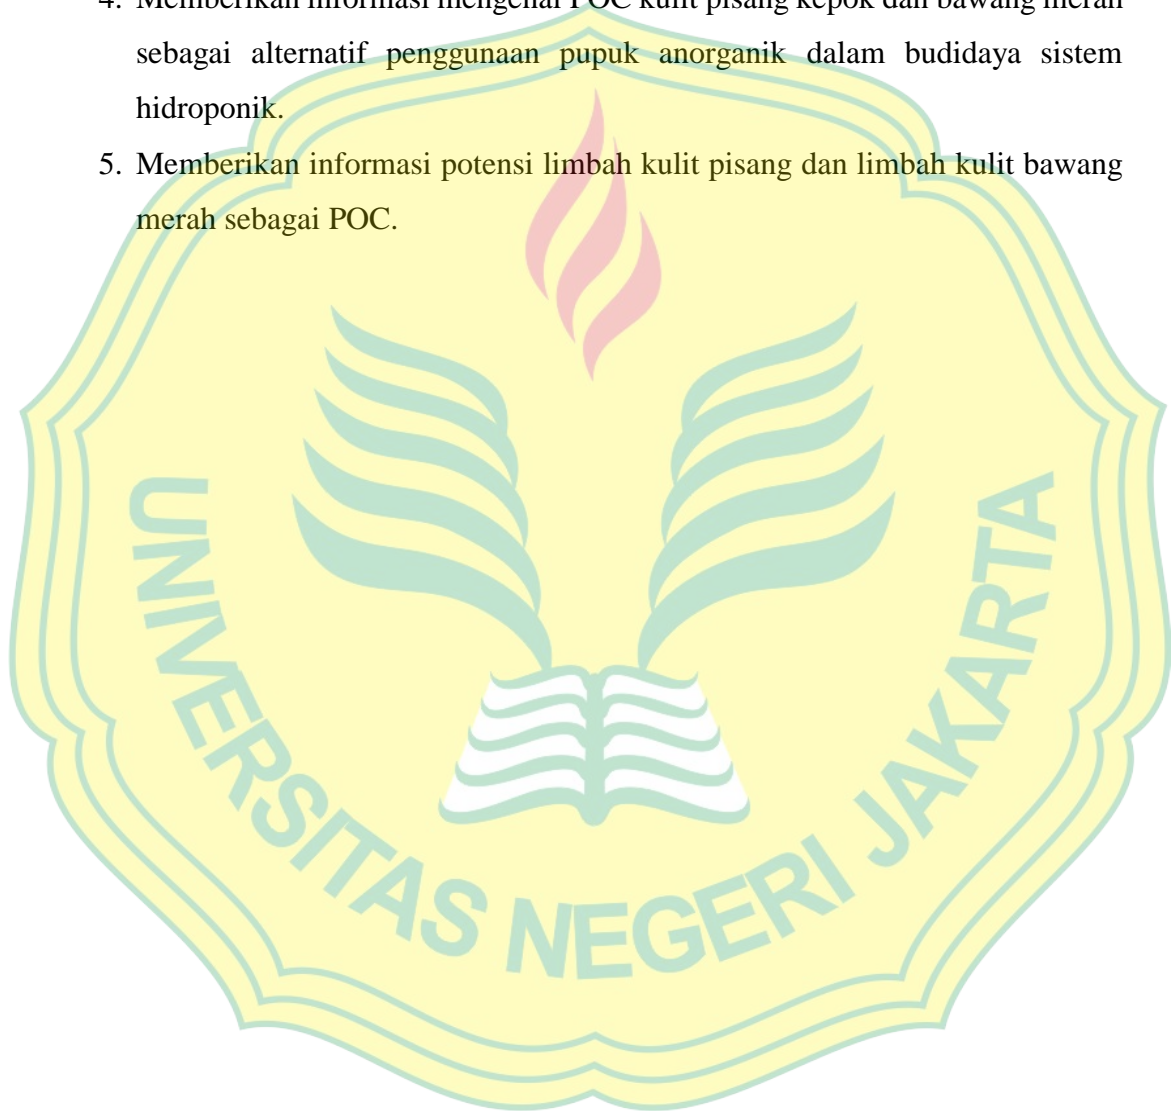 4. Memberikan informasi mengenai POC kulit pisang kepok dan bawang merah
sebagai alternatif penggunaan pupuk anorganik dalam budidaya sistem
hidroponik.
5. Memberikan informasi potensi limbah kulit pisang dan limbah kulit bawang
merah sebagai POC.
UNIVERSITAS NEGERI JAKARTA